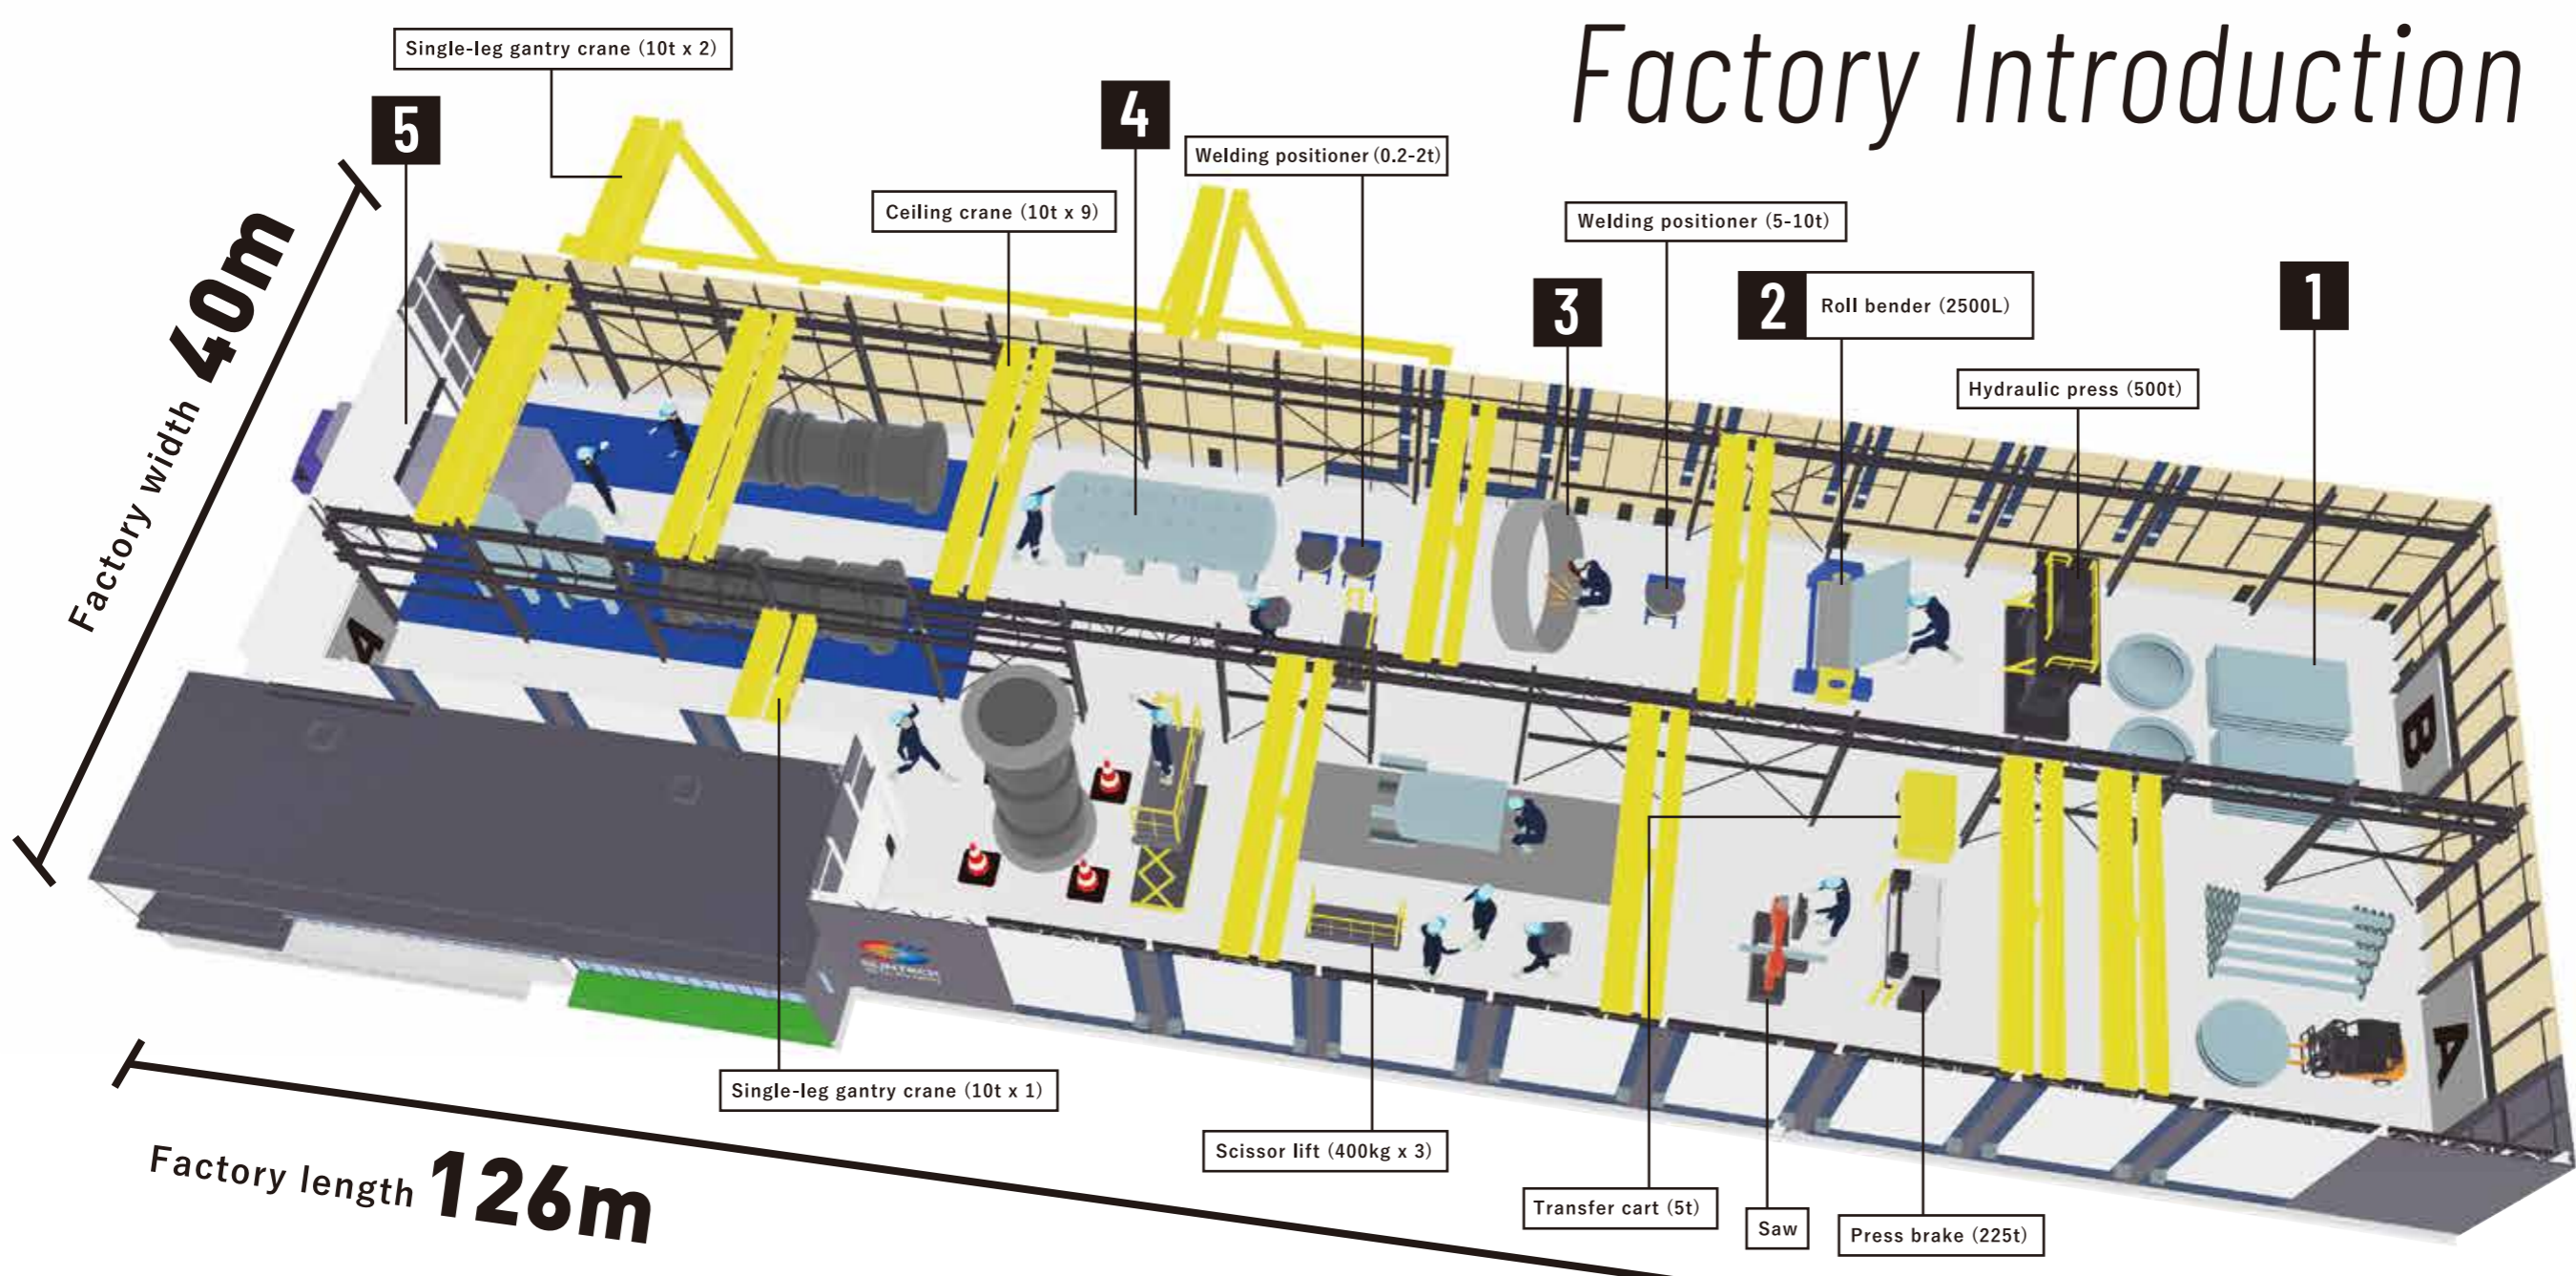 Factory Introduction
Single-leg gantry crane (10t x 2)
5
4
Welding positioner (0.2-2t)
Ceiling crane (10t x 9)
Welding positioner (5-10t)
3
2
Roll bender (2500L)
1
Hydraulic press (500t)
Factory width 40m
A
B
A
Single-leg gantry crane (10t x 1)
Scissor lift (400kg x 3)
Transfer cart (5t)
Saw
Press brake (225t)
Factory length 126m